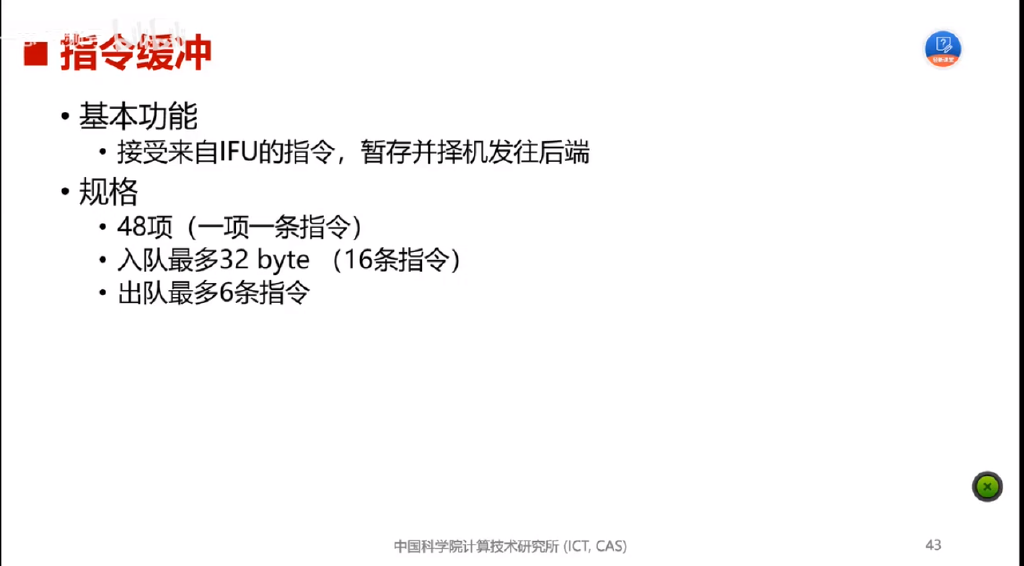 指令缓冲
• 基本功能
• 接受来自IFU的指令，暂存并择机发往后端
• 规格
• 48项（一项一条指令）
• 入队最多32 byte （16条指令）
• 出队最多6条指令
中国科学院计算技术研究所 (ICT, CAS)
43